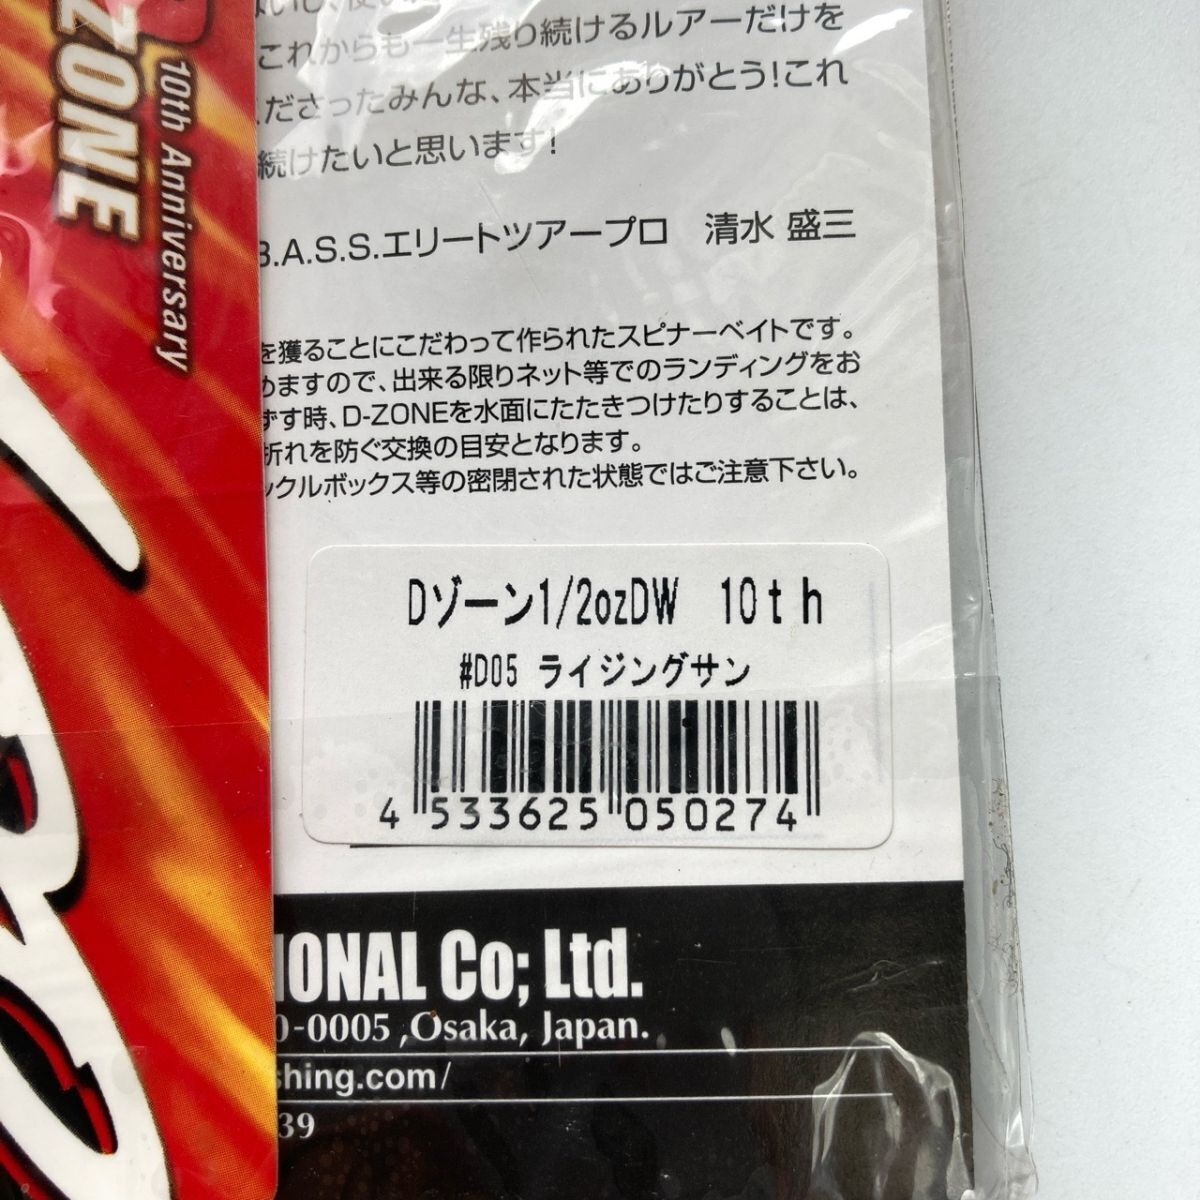 ZONE
10th Anniversary
これからも一生残り続けるルアーだけを
くださったみんな、本当にありがとう!これ
続けたいと思います!
B.A.S.S.エリートツアープロ 清水 盛三
を獲ることにこだわって作られたスピナーベイトです。
めますので、出来る限りネット等でのランディングをお
ずす時、D-ZONEを水面にたたきつけたりすることは、
折れを防ぐ交換の目安となります。
ックルボックス等の密閉された状態ではご注意下さい。
Dゾーン1/2ozDW 10th
#D05 ライジングサン
4 533625 050274
IONAL Co; Ltd.
0-0005 ,Osaka, Japan.
shing.com/
39